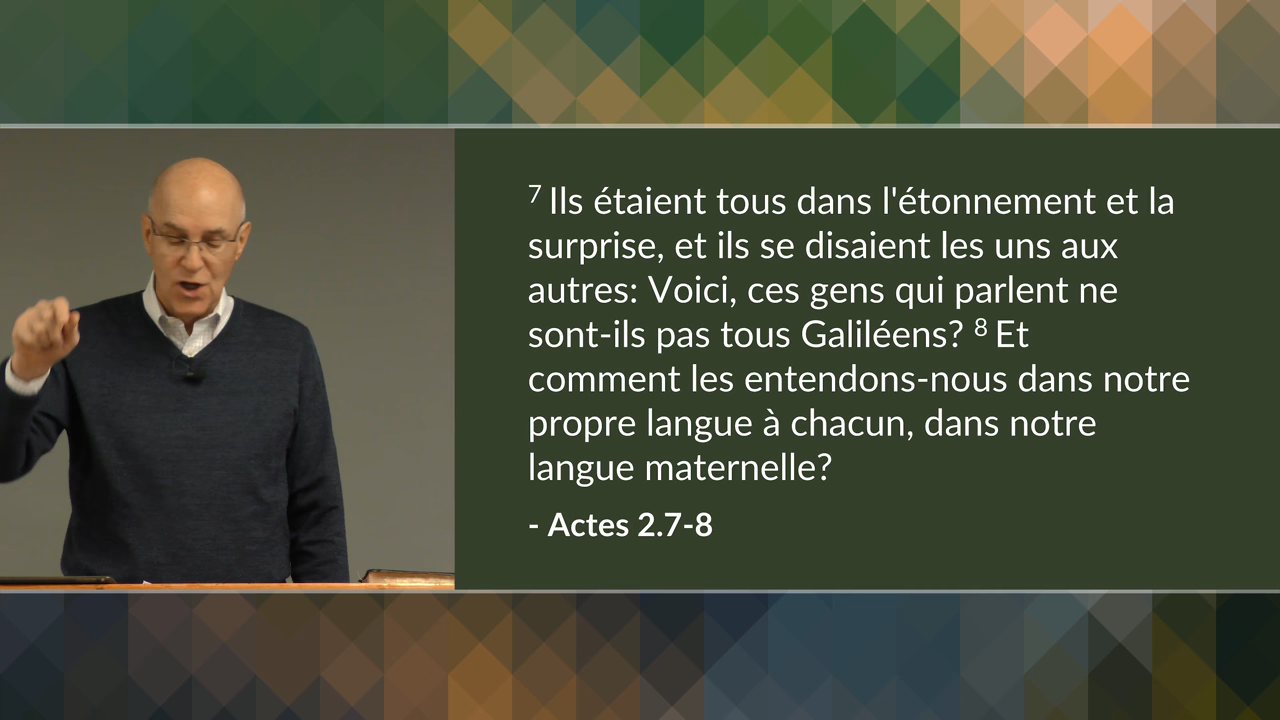 7 Ils étaient tous dans l'étonnement et la
surprise, et ils se disaient les uns aux
autres: Voici, ces gens qui parlent ne
sont-ils pas tous Galiléens? 8 Et
comment les entendons-nous dans notre
propre langue à chacun, dans notre
langue maternelle?
- Actes 2.7-8